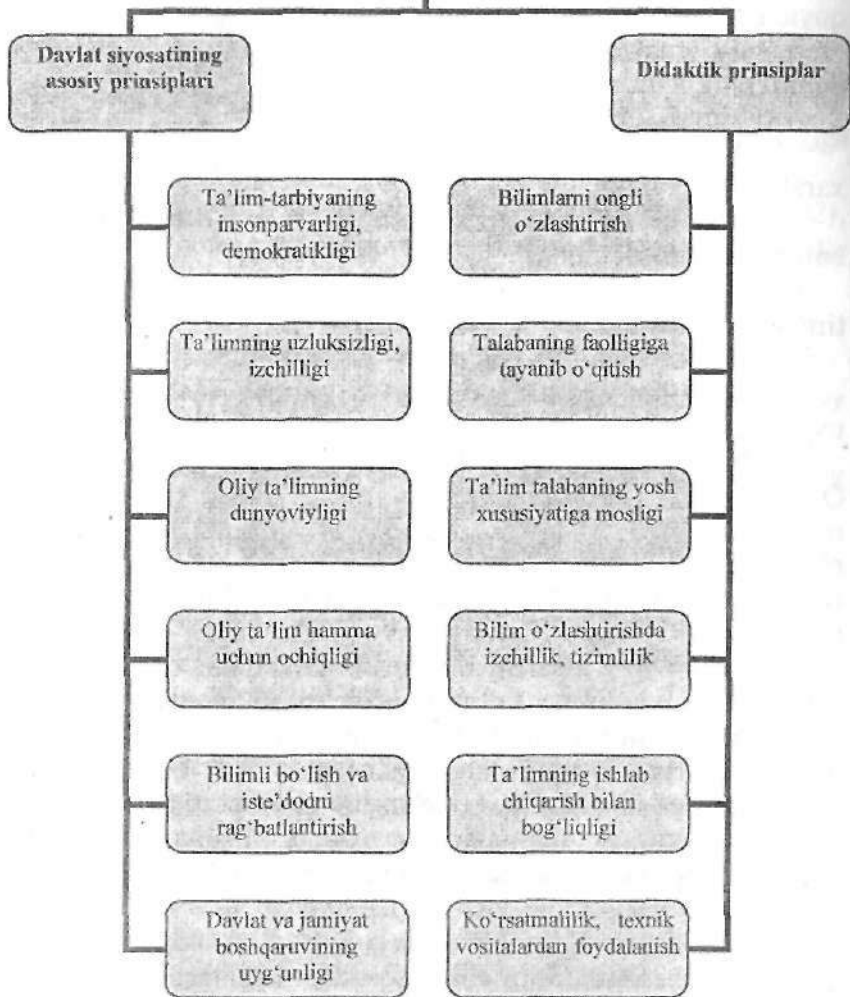 Davlat siyosatining
asosiy prinsiplari
Didaktik prinsiplar
Ta’lim-tarbiyaning
insonparvarligi,
demokratikligi
Bilimlarni ongli
o‘zlashtirish
Ta’limning uzluksizligi,
izchilligi
Talabaning faolligiga
tayanib o‘qitish
Oliy ta’limning
dunyoviyligi
Ta’lim talabaning yosh
xususiyatiga mosligi
Oliy ta’lim hamma
uchun ochiqligi
Bilim o‘zlashtirishda
izchillik, tizimlilik
Bilimli bo‘lish va
iste’dodni
rag‘batlantirish
Ta’limning ishlab
chiqarish bilan
bog‘liqligi
Davlat va jamiyat
boshqaruvining
uyg‘unligi
Ko‘rsatmalilik, texnik
vositalardan foydalanish